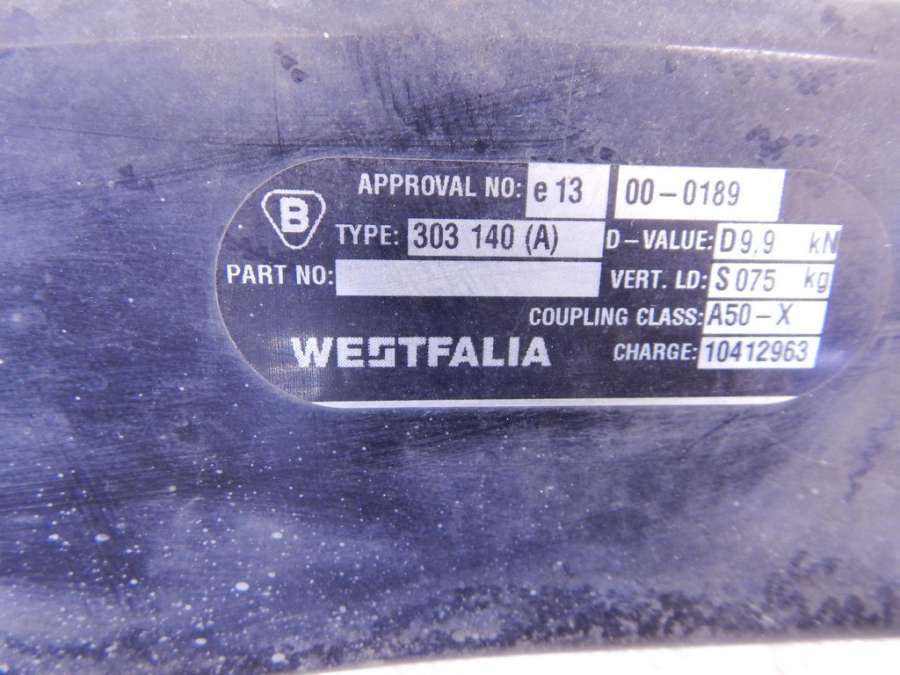 APPROVAL NO: e 13 00-0189
B
TYPE: 303 140 (A) D-VALUE: D 9.9 kN
PART NO: VERT. LD: S 075 kg
COUPLING CLASS: A50-X
WESTFALIA CHARGE: 10412963